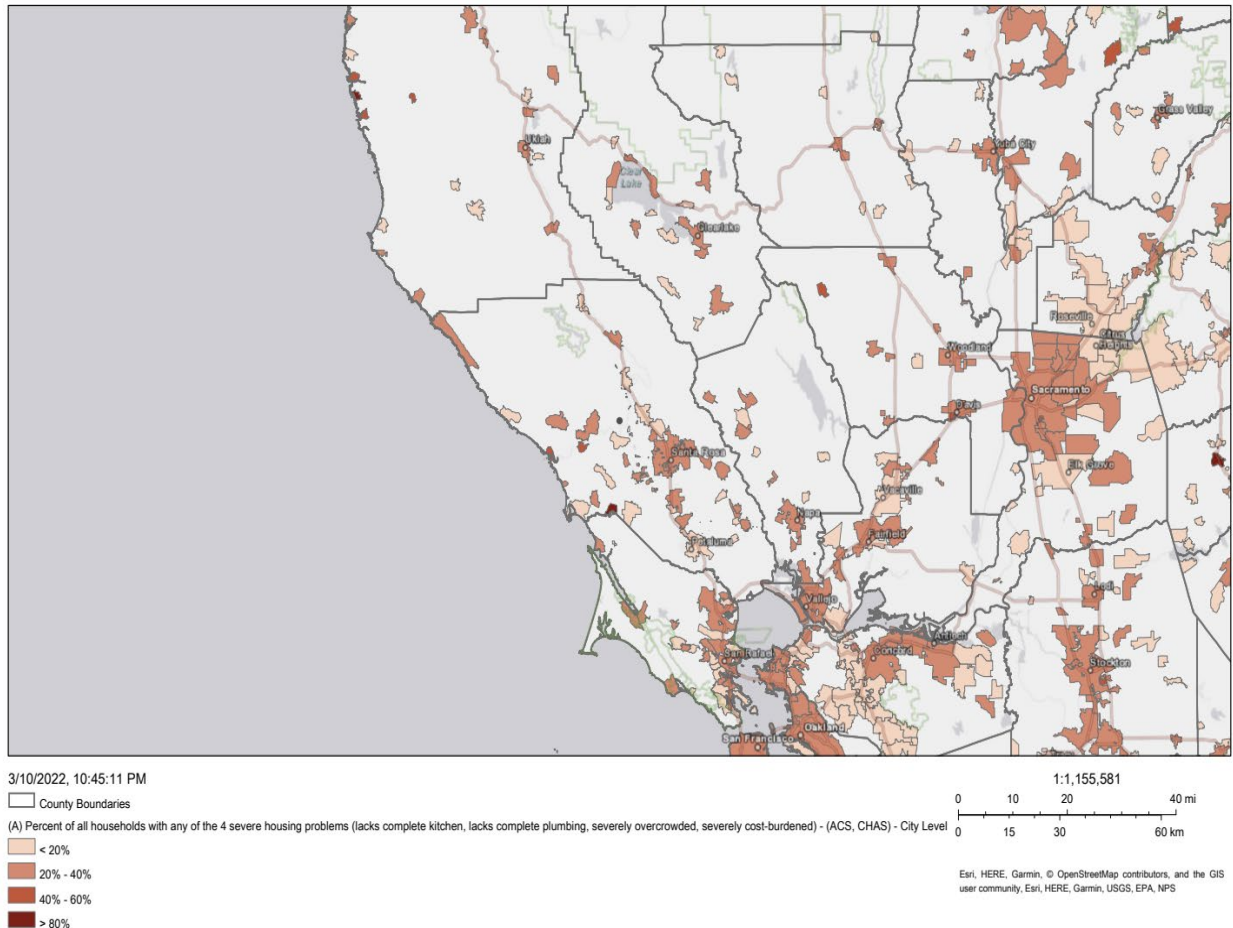 Grass Valley
Ukiah
Yuba City
Clear
Lake
Clearlake
Roseville
Citrus
Heights
Woodland
Sacramento
Davis
Santa Rosa
Elk Grove
Vacaville
Napa
Fairfield
Petaluma
Lodi
Vallejo
Antioch
San Rafael
Concord
Stockton
Oakland
San Francisco
3/10/2022, 10:45:11 PM
1:1,155,581
County Boundaries
0 10 20 40 mi
0 15 30 60 km
(A) Percent of all households with any of the 4 severe housing problems (lacks complete kitchen, lacks complete plumbing, severely overcrowded, severely cost-burdened) - (ACS, CHAS) - City Level
< 20%
20% - 40%
40% - 60%
> 80%
Esri, HERE, Garmin, © OpenStreetMap contributors, and the GIS
user community, Esri, HERE, Garmin, USGS, EPA, NPS